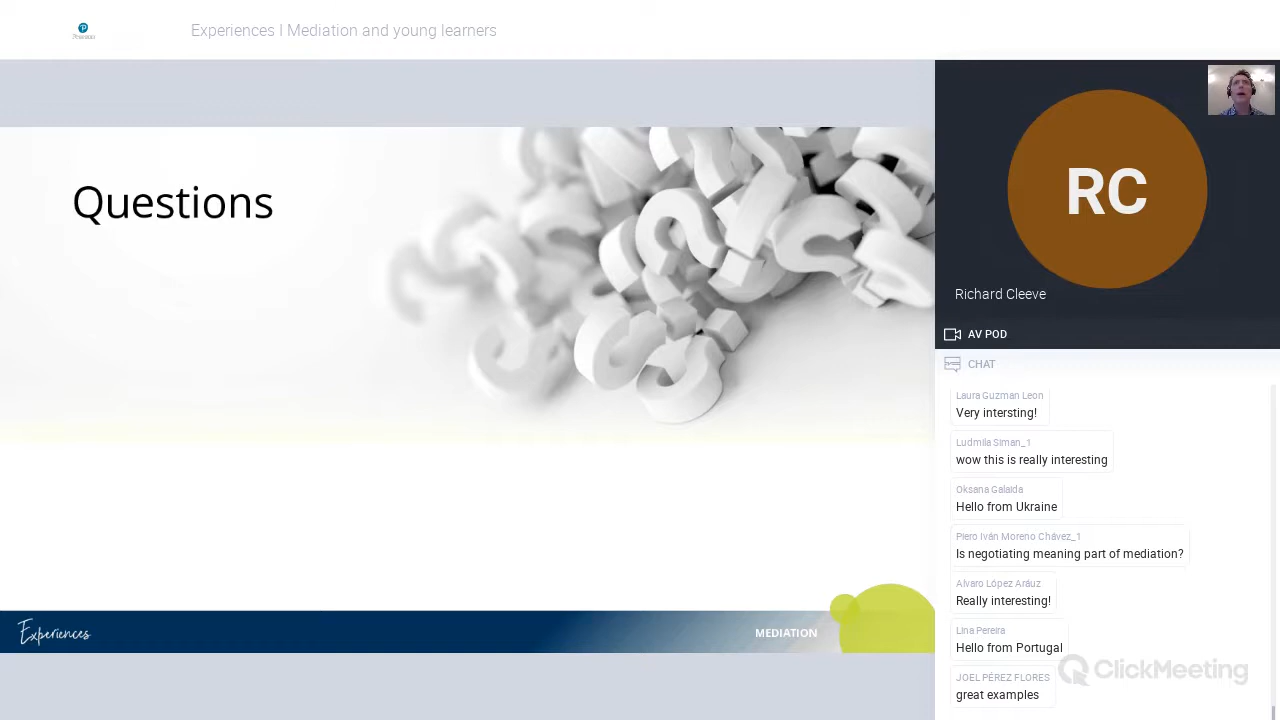 Pearson
Experiences I Mediation and young learners
Questions
RC
Richard Cleeve
AV POD
CHAT
Laura Guzman Leon
Very intersting!
Ludmila Siman_1
wow this is really interesting
Oksana Galaida
Hello from Ukraine
Piero Iván Moreno Chávez_1
Is negotiating meaning part of mediation?
Alvaro López Aráuz
Really interesting!
Lina Pereira
Hello from Portugal
JOEL PÉREZ FLORES
great examples
ClickMeeting
Experiences
MEDIATION